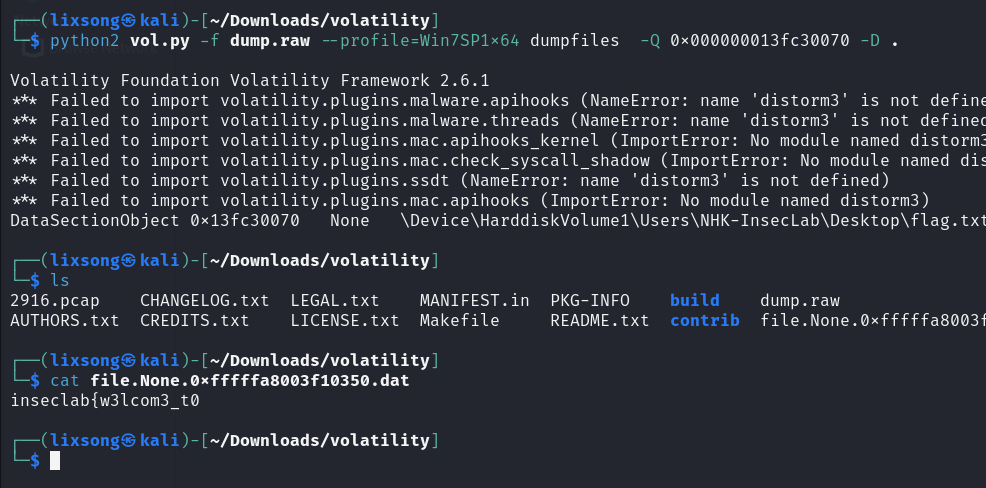 ┌──(lixsong㉿kali)-[~/Downloads/volatility]
└─$ python2 vol.py -f dump.raw --profile=Win7SP1×64 dumpfiles  -Q 0×000000013fc30070 -D .
Volatility Foundation Volatility Framework 2.6.1
*** Failed to import volatility.plugins.malware.apihooks (NameError: name 'distorm3' is not define
*** Failed to import volatility.plugins.malware.threads (NameError: name 'distorm3' is not defined
*** Failed to import volatility.plugins.mac.apihooks_kernel (ImportError: No module named distorm3
*** Failed to import volatility.plugins.mac.check_syscall_shadow (ImportError: No module named dis
*** Failed to import volatility.plugins.ssdt (NameError: name 'distorm3' is not defined)
*** Failed to import volatility.plugins.mac.apihooks (ImportError: No module named distorm3)
DataSectionObject 0×13fc30070   None   \Device\HarddiskVolume1\Users\NHK-InsecLab\Desktop\flag.txt
┌──(lixsong㉿kali)-[~/Downloads/volatility]
└─$ ls
2916.pcap    CHANGELOG.txt  LEGAL.txt    MANIFEST.in  PKG-INFO    build    dump.raw
AUTHORS.txt  CREDITS.txt    LICENSE.txt  Makefile     README.txt  contrib  file.None.0×fffffa8003f
┌──(lixsong㉿kali)-[~/Downloads/volatility]
└─$ cat file.None.0×fffffa8003f10350.dat
inseclab{w3lcom3_t0
┌──(lixsong㉿kali)-[~/Downloads/volatility]
└─$